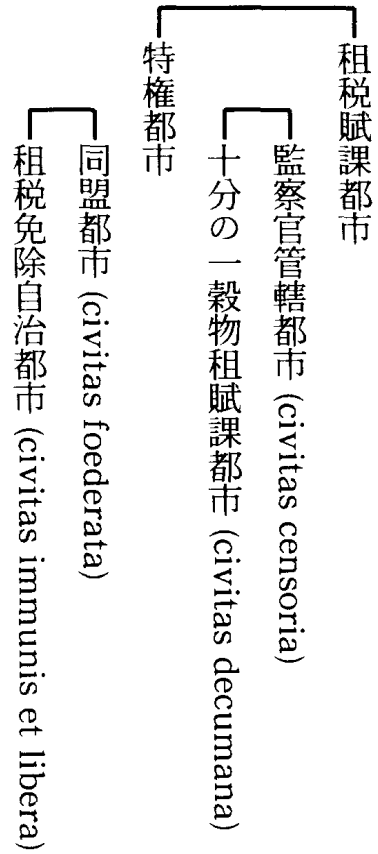 租税賦課都市
監察官管轄都市 (civitas censoria)
十分の一穀物租賦課都市 (civitas decumana)
特権都市
同盟都市 (civitas foederata)
租税免除自治都市 (civitas immunis et libera)